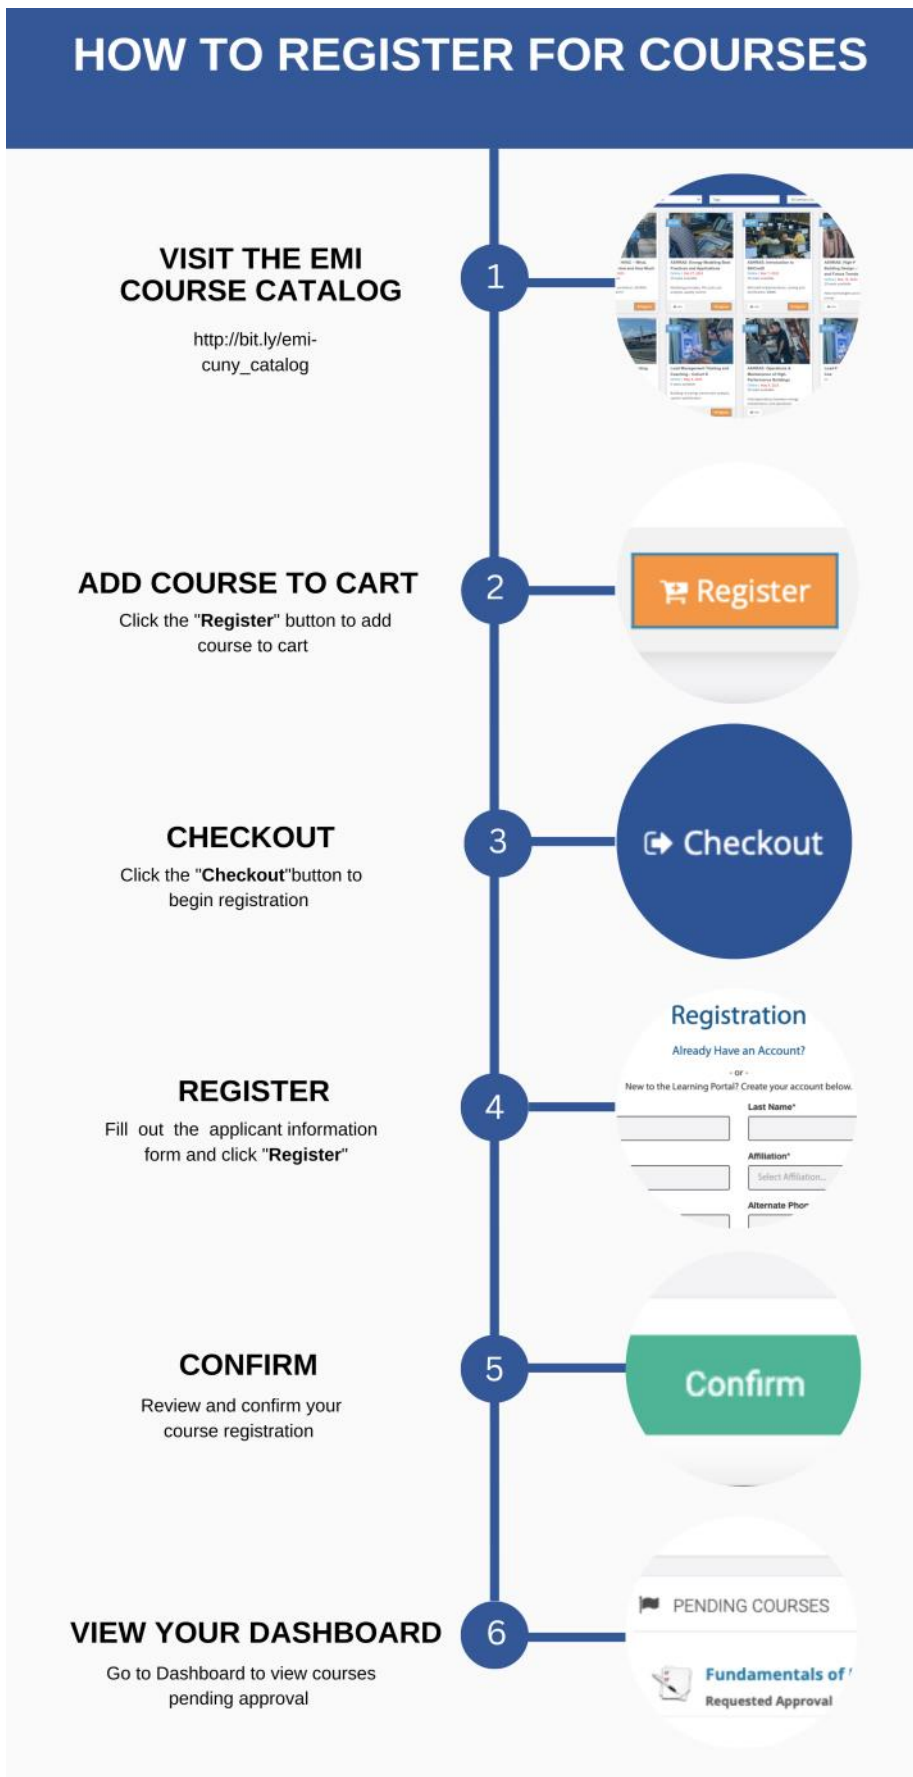 HOW TO REGISTER FOR COURSES
VISIT THE EMI
COURSE CATALOG
http://bit.ly/emi-
cuny_catalog
1
ADD COURSE TO CART
Click the "Register" button to add
course to cart
2
Register
CHECKOUT
Click the "Checkout"button to
begin registration
3
Checkout
REGISTER
Fill out the applicant information
form and click "Register"
4
Registration
Already Have an Account?
- or -
New to the Learning Portal? Create your account below.
Last Name*
Affiliation*
Select Affiliation...
Alternate Phor
CONFIRM
Review and confirm your
course registration
5
Confirm
VIEW YOUR DASHBOARD
Go to Dashboard to view courses
pending approval
6
PENDING COURSES
Fundamentals of
Requested Approval